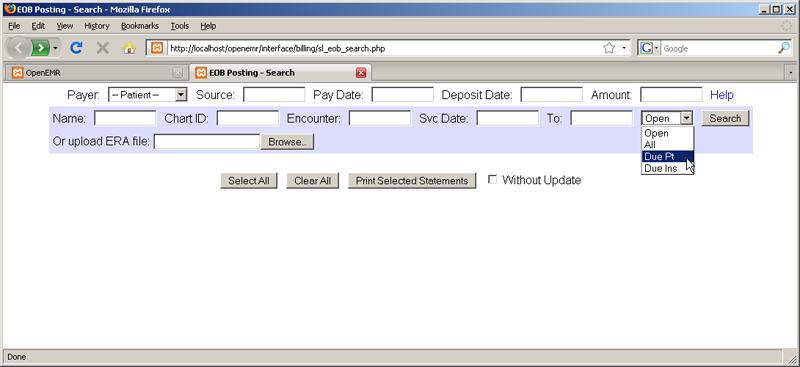 EOB Posting - Search - Mozilla Firefox
File Edit View History Bookmarks Tools Help
http://localhost/openemr/interface/billing/sl_eob_search.php Google
OpenEMR EOB Posting - Search
Payer: -- Patient -- Source: Pay Date: Deposit Date: Amount: Help
Name: Chart ID: Encounter: Svc Date: To: Open Search
Open
All
Due Pt
Due Ins
Or upload ERA file: Browse...
Select All Clear All Print Selected Statements Without Update
Done